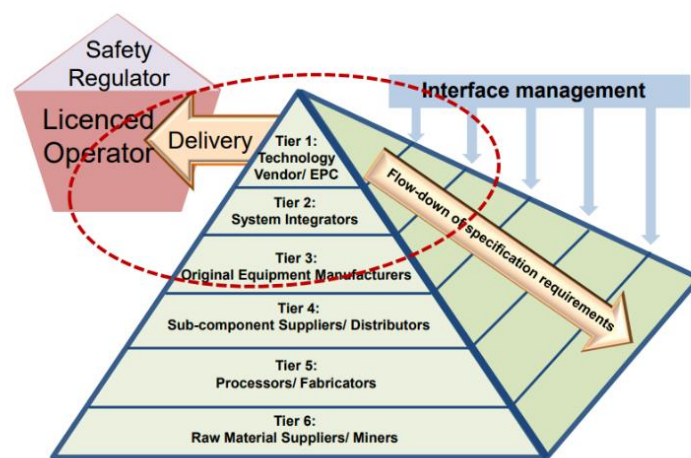 Safety
Regulator
Licenced
Operator
Delivery
Interface management
Tier 1:
Technology
Vendor/ EPC
Tier 2:
System Integrators
Tier 3:
Original Equipment Manufacturers
Tier 4:
Sub-component Suppliers/ Distributors
Tier 5:
Processors/ Fabricators
Tier 6:
Raw Material Suppliers/ Miners
Flow-down of specification requirements